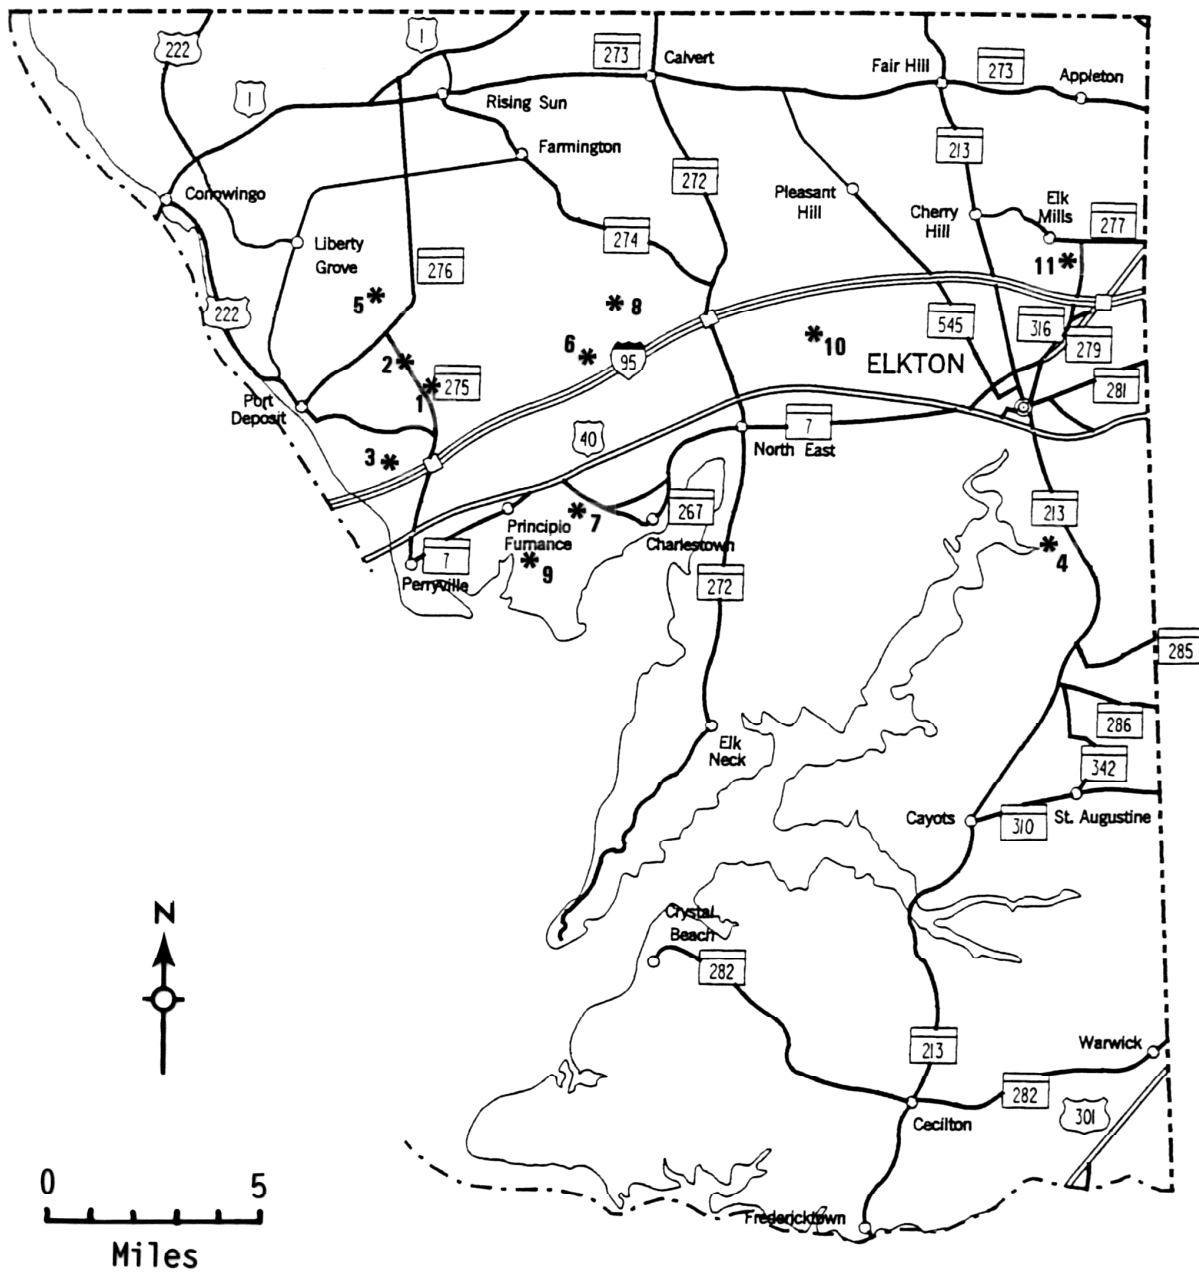 1
222
273
Calvert
Fair Hill
273
Appleton
1
Rising Sun
Farmington
213
272
Pleasant
Hill
Elk
Mills
Conowingo
Cherry
Hill
277
274
Liberty
Grove
276
11
5
8
222
545
316
10
279
6
95
2
ELKTON
1
275
281
Port
Deposit
7
40
North East
3
267
213
Principio
Furnance
7
Charlestown
7
9
4
Perryville
272
285
286
Elk
Neck
342
Cayots
310
St. Augustine
N
Crystal
Beach
282
213
Warwick
282
301
Cecilton
0 5
Miles
Fredericktown